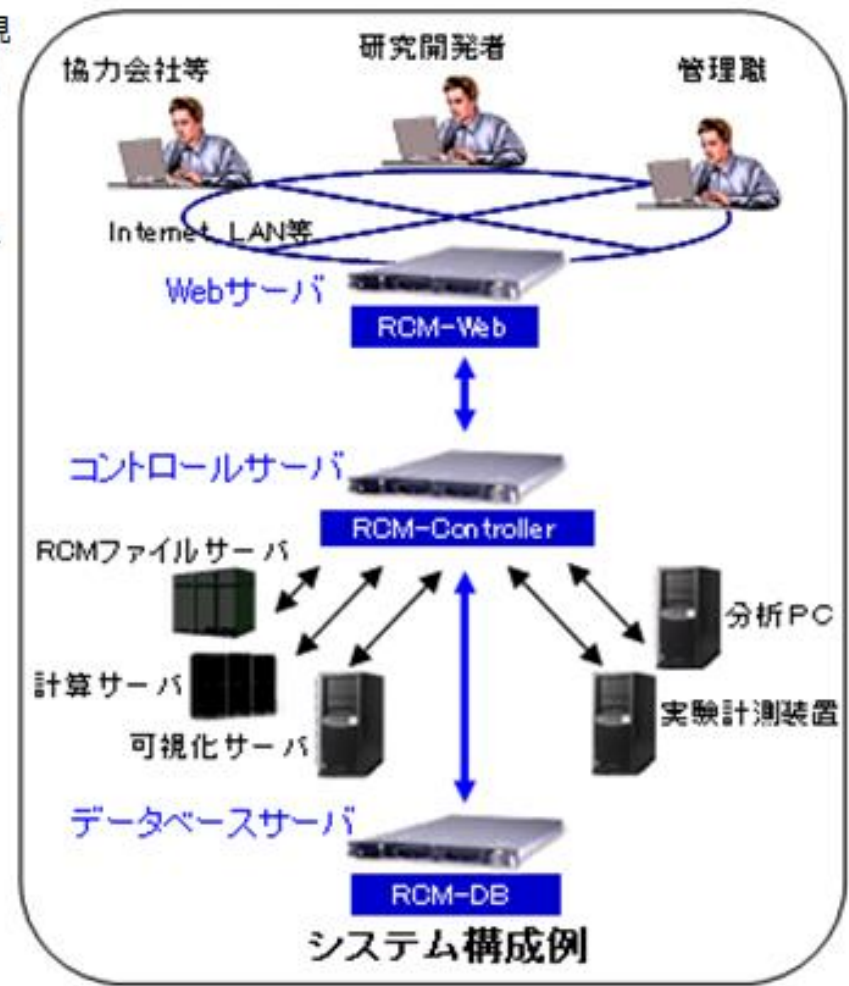 現
協力会社等
研究開発者
管理職
Internet, LAN等
Webサーバ
RCM-Web
コントロールサーバ
RCM-Controller
RCMファイルサーバ
分析PC
計算サーバ
実験計測装置
可視化サーバ
データベースサーバ
RCM-DB
システム構成例